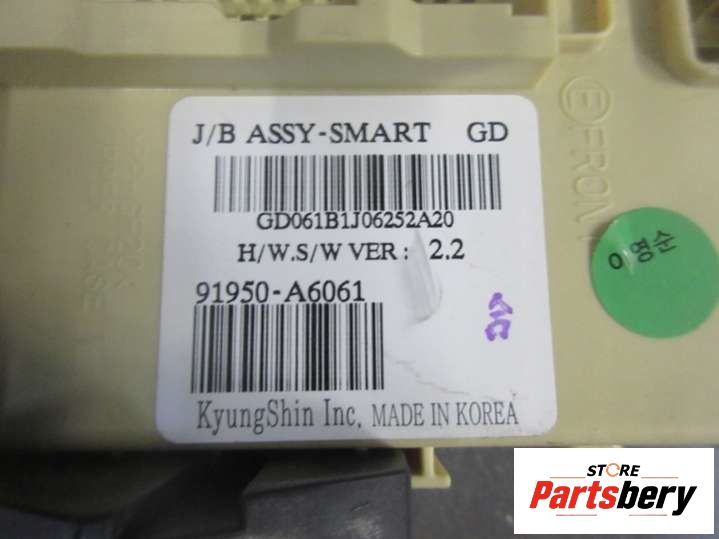 J/B ASSY-SMART GD
GD061B1J06252A20
H/W.S/W VER : 2.2
91950-A6061
KyungShin Inc. MADE IN KOREA
E FRONT
이영순
STORE
Partsbery